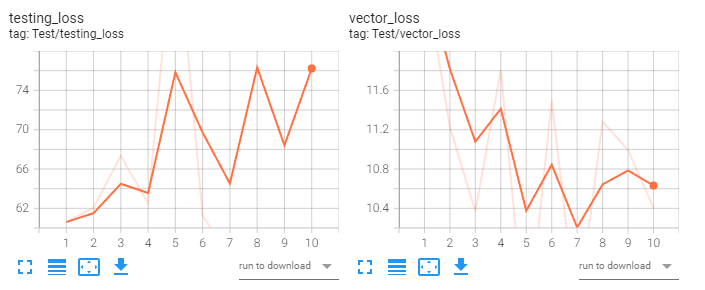 testing_loss
tag: Test/testing_loss
74
70
66
62
1 2 3 4 5 6 7 8 9 10
run to download
vector_loss
tag: Test/vector_loss
11.6
11.2
10.8
10.4
1 2 3 4 5 6 7 8 9 10
run to download